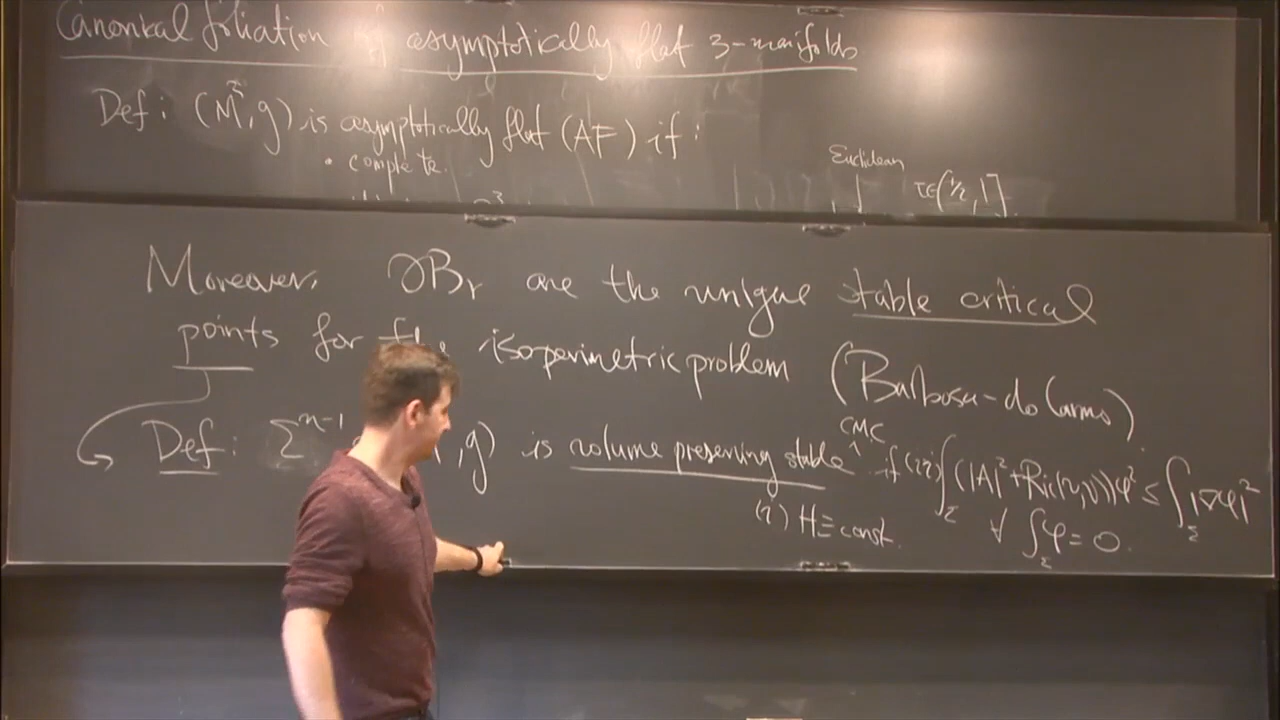 Canonical foliation of asymptotically flat 3-manifolds
Def: (M³, g) is asymptotically flat (AF) if:
• complete.
Euclidean
τ∈(1/2, 1].
Moreover, ∂Br are the unique stable critical
points for the isoperimetric problem (Barbosa-do Carmo)
CMC
Def: Σⁿ⁻¹ , g) is volume preserving stable ^ if (ii) ∫_Σ (|A|²+Ric(ν,ν))φ² ≤ ∫_Σ |∇φ|²
(i) H≡const. ∀ ∫_Σ φ=0.